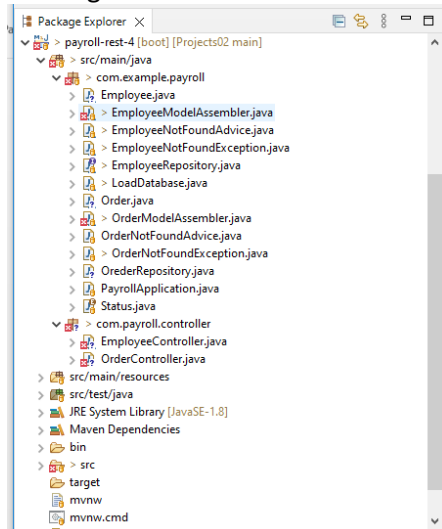 Package Explorer
> payroll-rest-4 [boot] [Projects02 main]
> src/main/java
> com.example.payroll
Employee.java
> EmployeeModelAssembler.java
> EmployeeNotFoundAdvice.java
> EmployeeNotFoundException.java
> EmployeeRepository.java
> LoadDatabase.java
Order.java
> OrderModelAssembler.java
OrderNotFoundAdvice.java
> OrderNotFoundException.java
OrederRepository.java
PayrollApplication.java
Status.java
> com.payroll.controller
EmployeeController.java
OrderController.java
src/main/resources
src/test/java
JRE System Library [JavaSE-1.8]
Maven Dependencies
bin
> src
target
mvnw
mvnw.cmd